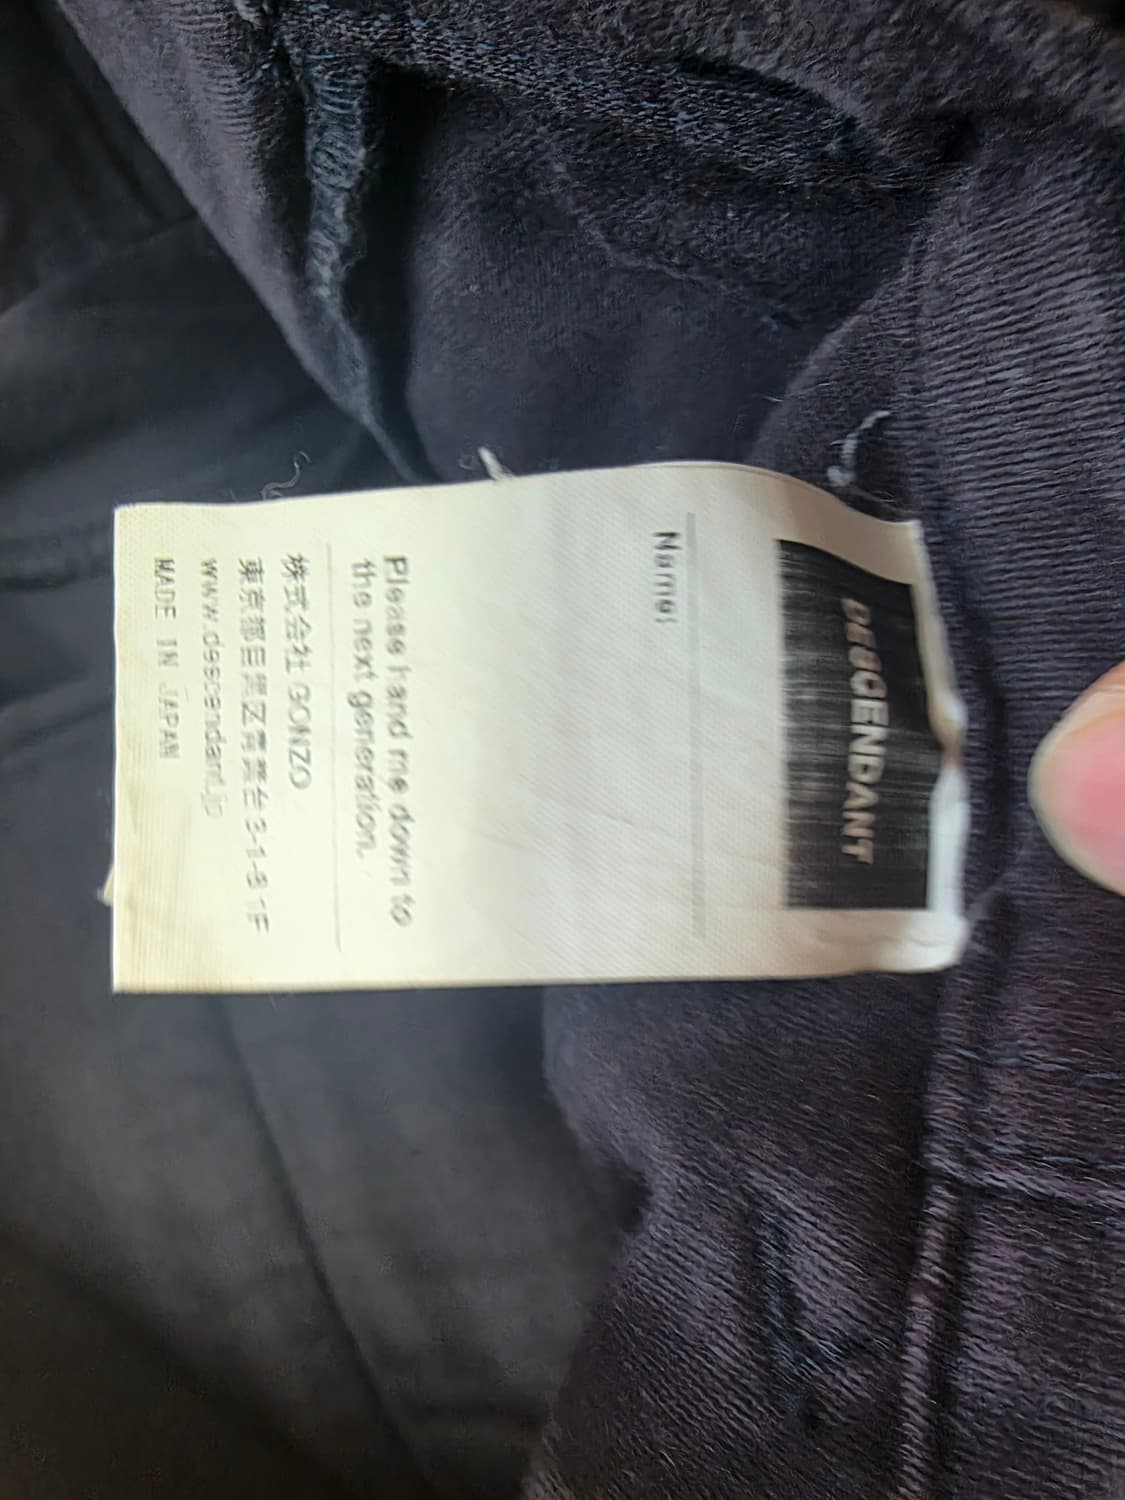 DESCENDANT
Name:
Please hand me down to
the next generation.
株式会社 GONZO
東京都目黒区青葉台 3-1-8 1F
www.descendant.jp
MADE IN JAPAN